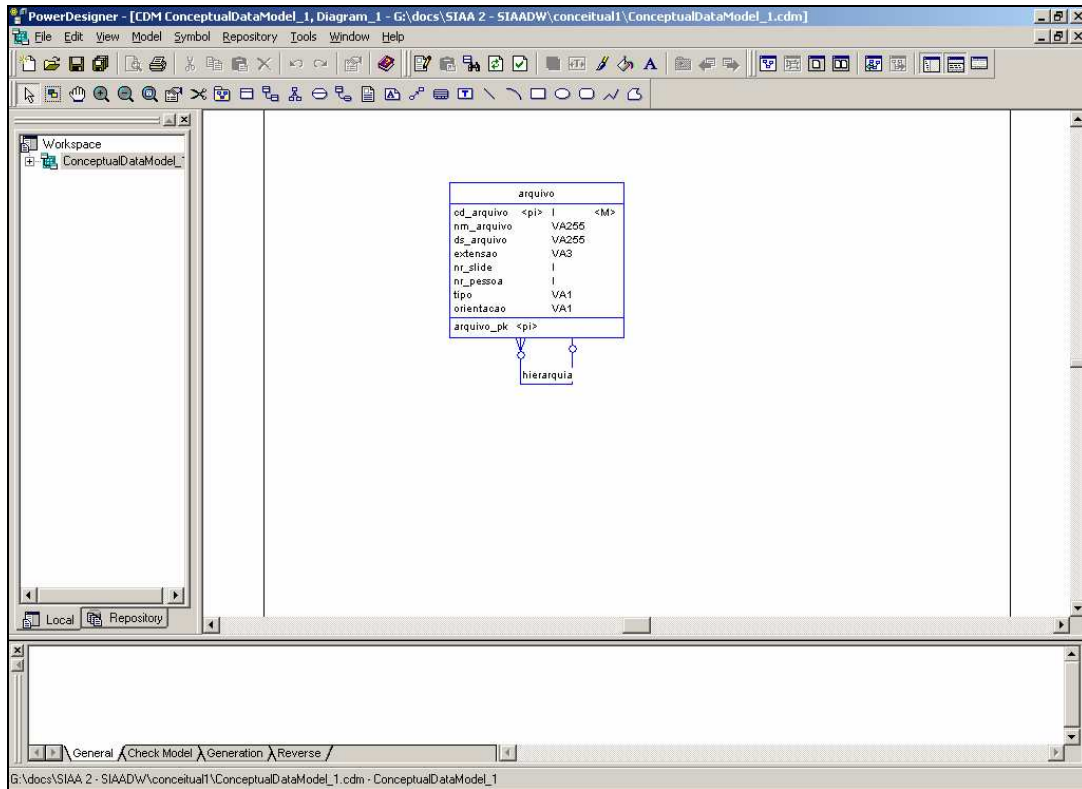 PowerDesigner - [CDM ConceptualDataModel_1, Diagram_1 - G:\docs\SIAA 2 - SIAADW\conceitual1\ConceptualDataModel_1.cdm]
File Edit View Model Symbol Repository Tools Window Help
Workspace
ConceptualDataModel_1
arquivo
cd_arquivo <pi> I <M>
nm_arquivo VA255
ds_arquivo VA255
extensao VA3
nr_slide I
nr_pessoa I
tipo VA1
orientacao VA1
arquivo_pk <pi>
hierarquia
Local Repository
General Check Model Generation Reverse
G:\docs\SIAA 2 - SIAADW\conceitual1\ConceptualDataModel_1.cdm - ConceptualDataModel_1